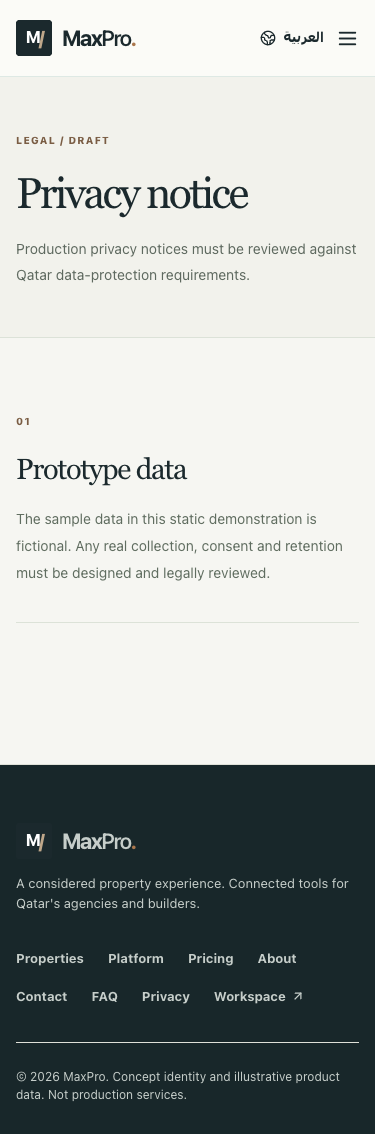 M/ MaxPro.
العربية
LEGAL / DRAFT
Privacy notice
Production privacy notices must be reviewed against
Qatar data-protection requirements.
01
Prototype data
The sample data in this static demonstration is
fictional. Any real collection, consent and retention
must be designed and legally reviewed.
M/ MaxPro.
A considered property experience. Connected tools for
Qatar's agencies and builders.
Properties Platform Pricing About
Contact FAQ Privacy Workspace ↗
© 2026 MaxPro. Concept identity and illustrative product
data. Not production services.